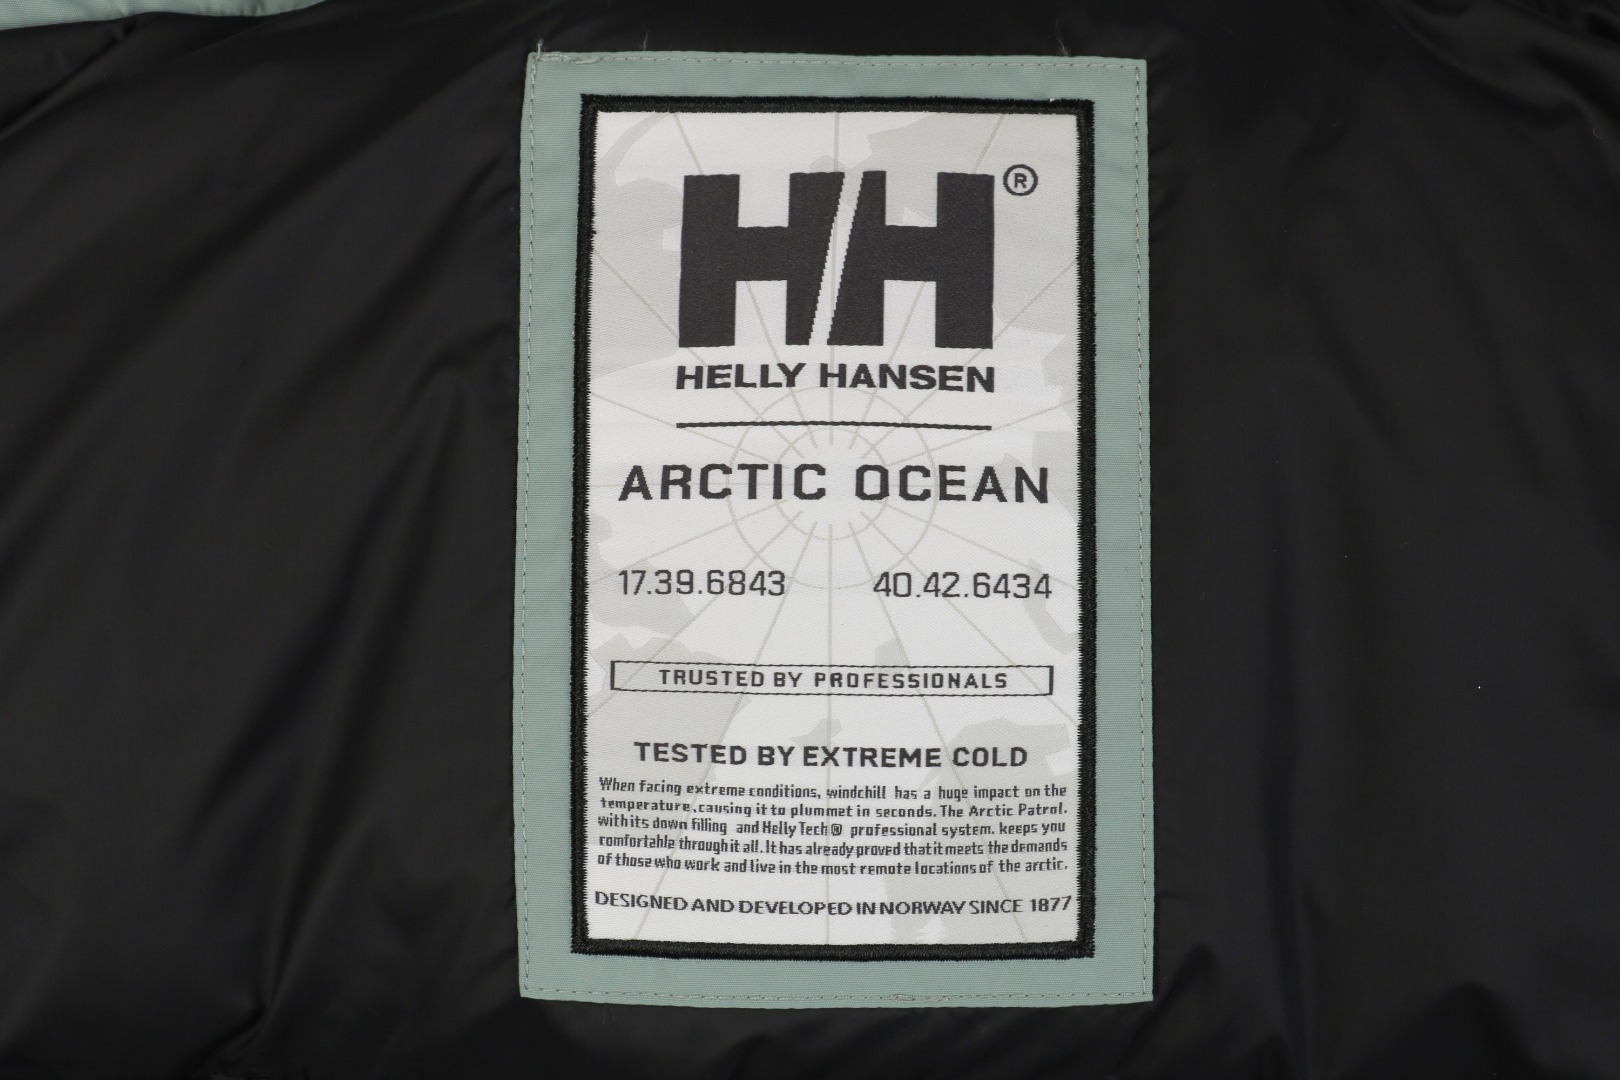 HH®
HELLY HANSEN
ARCTIC OCEAN
17.39.6843 40.42.6434
TRUSTED BY PROFESSIONALS
TESTED BY EXTREME COLD
When facing extreme conditions, windchill has a huge impact on the
temperature, causing it to plummet in seconds. The Arctic Patrol,
with its down filling and Helly Tech® professional system, keeps you
comfortable through it all. It has already proved that it meets the demands
of those who work and live in the most remote locations of the arctic.
DESIGNED AND DEVELOPED IN NORWAY SINCE 1877